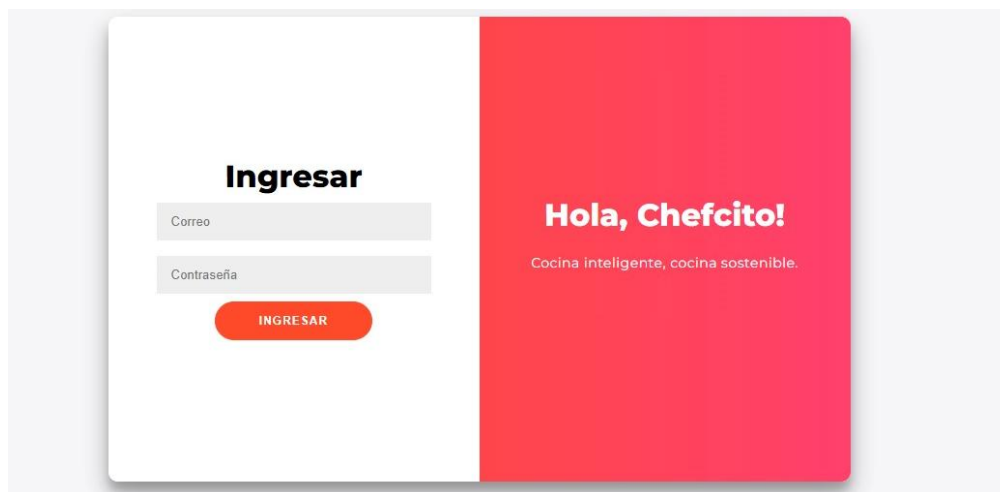 Ingresar
Correo
Contraseña
INGRESAR
Hola, Chefcito!
Cocina inteligente, cocina sostenible.